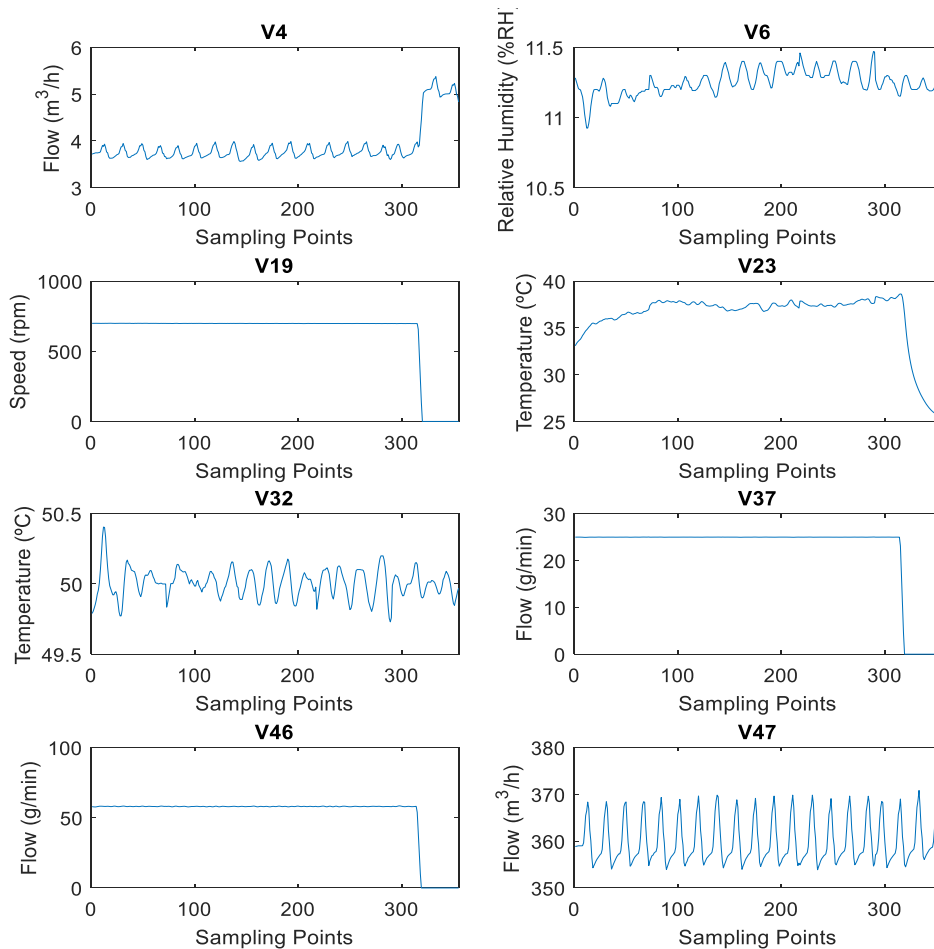 V4
Flow (m³/h)
6
5
4
3
0
100
200
300
Sampling Points
V6
Relative Humidity (%RH)
11.5
11
10.5
0
100
200
300
Sampling Points
V19
Speed (rpm)
1000
500
0
0
100
200
300
Sampling Points
V23
Temperature (ºC)
40
35
30
25
0
100
200
300
Sampling Points
V32
Temperature (ºC)
50.5
50
49.5
0
100
200
300
Sampling Points
V37
Flow (g/min)
30
20
10
0
0
100
200
300
Sampling Points
V46
Flow (g/min)
100
50
0
0
100
200
300
Sampling Points
V47
Flow (m³/h)
380
370
360
350
0
100
200
300
Sampling Points